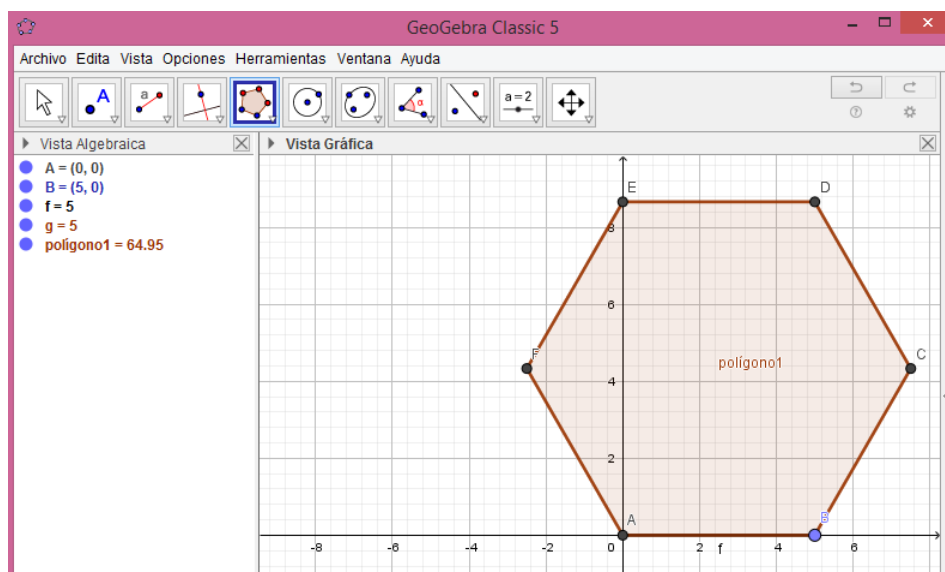 GeoGebra Classic 5
Archivo Edita Vista Opciones Herramientas Ventana Ayuda
A a α a = 2
Vista Algebraica
Vista Gráfica
A = (0, 0)
B = (5, 0)
f = 5
g = 5
polígono1 = 64.95
E D
8
6
F polígono1 C
4
2
A B
-8 -6 -4 -2 0 2 f 4 6